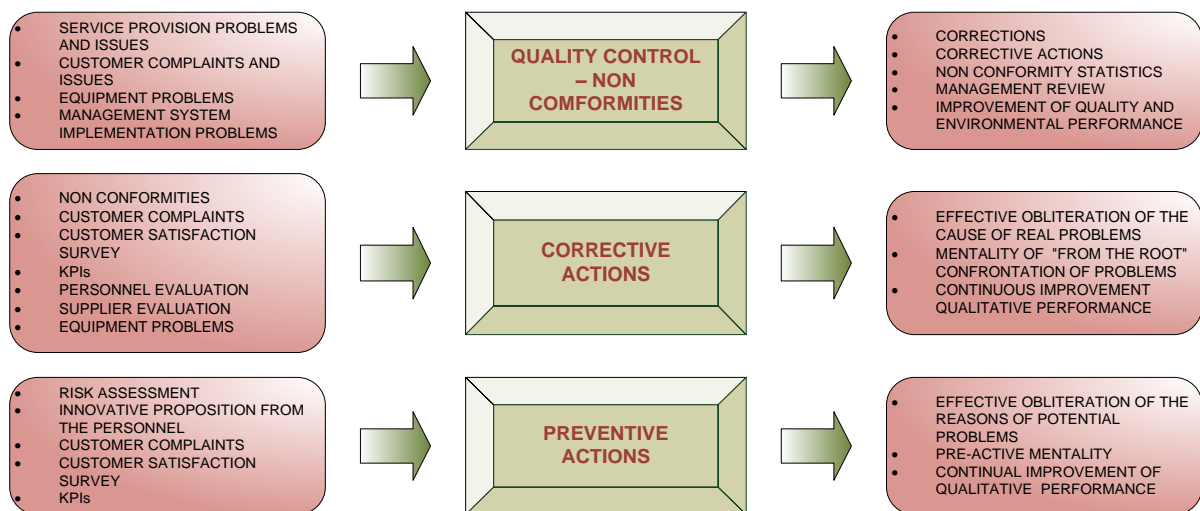 • SERVICE PROVISION PROBLEMS
AND ISSUES
• CUSTOMER COMPLAINTS AND
ISSUES
• EQUIPMENT PROBLEMS
• MANAGEMENT SYSTEM
IMPLEMENTATION PROBLEMS
QUALITY CONTROL
– NON
COMFORMITIES
• CORRECTIONS
• CORRECTIVE ACTIONS
• NON CONFORMITY STATISTICS
• MANAGEMENT REVIEW
• IMPROVEMENT OF QUALITY AND
ENVIRONMENTAL PERFORMANCE
• NON CONFORMITIES
• CUSTOMER COMPLAINTS
• CUSTOMER SATISFACTION
SURVEY
• KPIs
• PERSONNEL EVALUATION
• SUPPLIER EVALUATION
• EQUIPMENT PROBLEMS
CORRECTIVE
ACTIONS
• EFFECTIVE OBLITERATION OF THE
CAUSE OF REAL PROBLEMS
• MENTALITY OF "FROM THE ROOT"
CONFRONTATION OF PROBLEMS
• CONTINUOUS IMPROVEMENT
QUALITATIVE PERFORMANCE
• RISK ASSESSMENT
• INNOVATIVE PROPOSITION FROM
THE PERSONNEL
• CUSTOMER COMPLAINTS
• CUSTOMER SATISFACTION
SURVEY
• KPIs
PREVENTIVE
ACTIONS
• EFFECTIVE OBLITERATION OF THE
REASONS OF POTENTIAL
PROBLEMS
• PRE-ACTIVE MENTALITY
• CONTINUAL IMPROVEMENT OF
QUALITATIVE PERFORMANCE